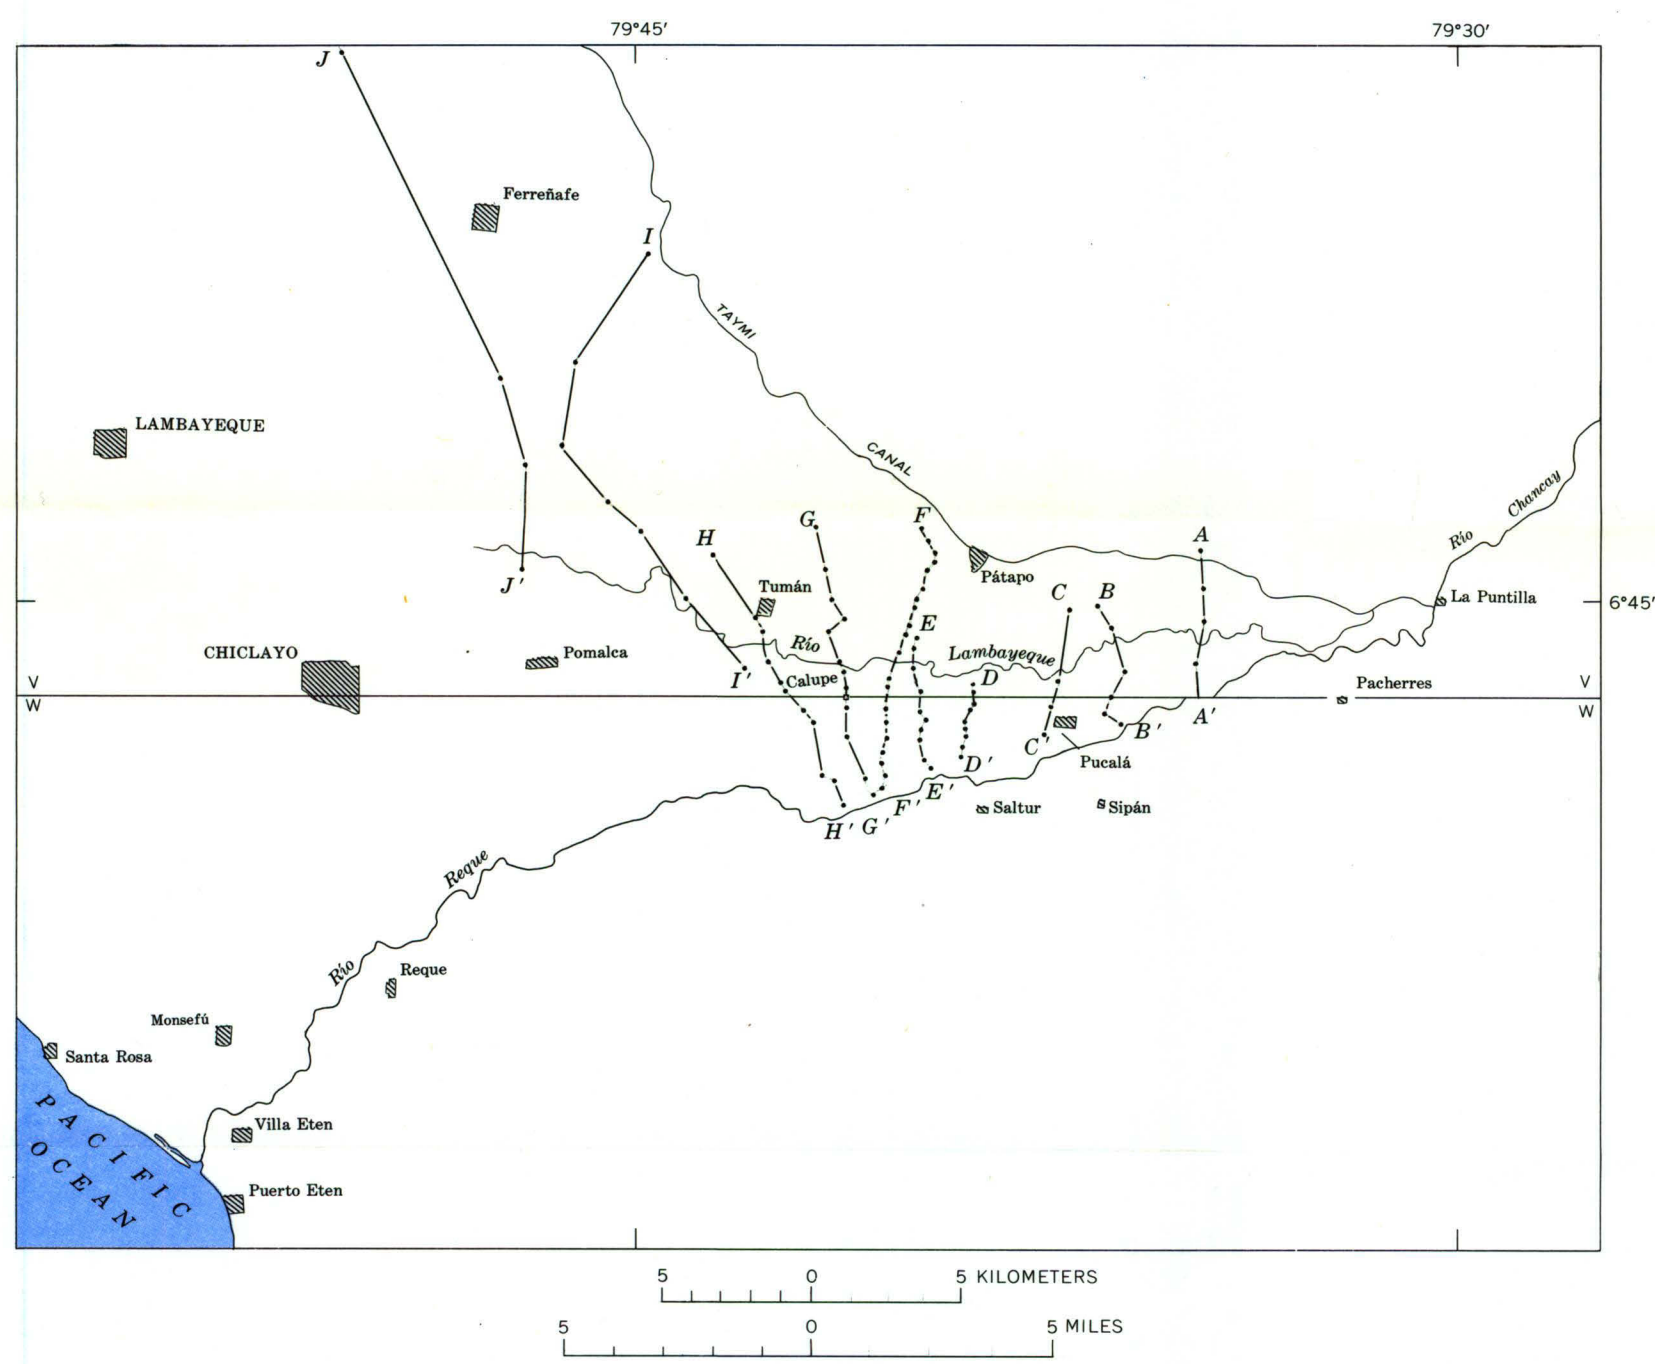 79°45′
79°30′
J
Ferreñafe
I
TAYMI
LAMBAYEQUE
CANAL
Río Chancay
G
F
H
A
J′
Tumán
Pátapo
C
B
La Puntilla
6°45′
E
CHICLAYO
Pomalca
Río
Lambayeque
I′
Calupe
D
Pacherres
V
V
W
W
A′
B′
C′
D′
Pucalá
E′
F′
Saltur
Sipán
H′
G′
Río Reque
Reque
Monsefú
Santa Rosa
PACIFIC
OCEAN
Villa Eten
Puerto Eten
5 0 5 KILOMETERS
5 0 5 MILES